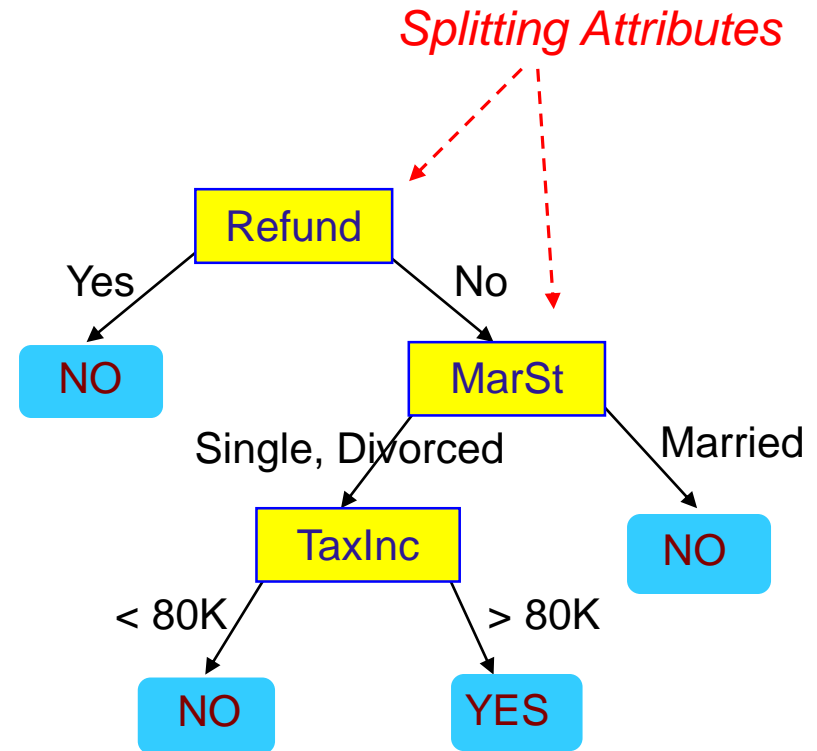 Splitting Attributes
Refund
Yes
No
NO
MarSt
Single, Divorced
Married
TaxInc
NO
< 80K
> 80K
NO
YES